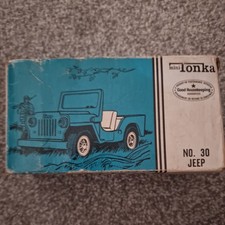 mini Tonka
Good Housekeeping
NO. 30
JEEP